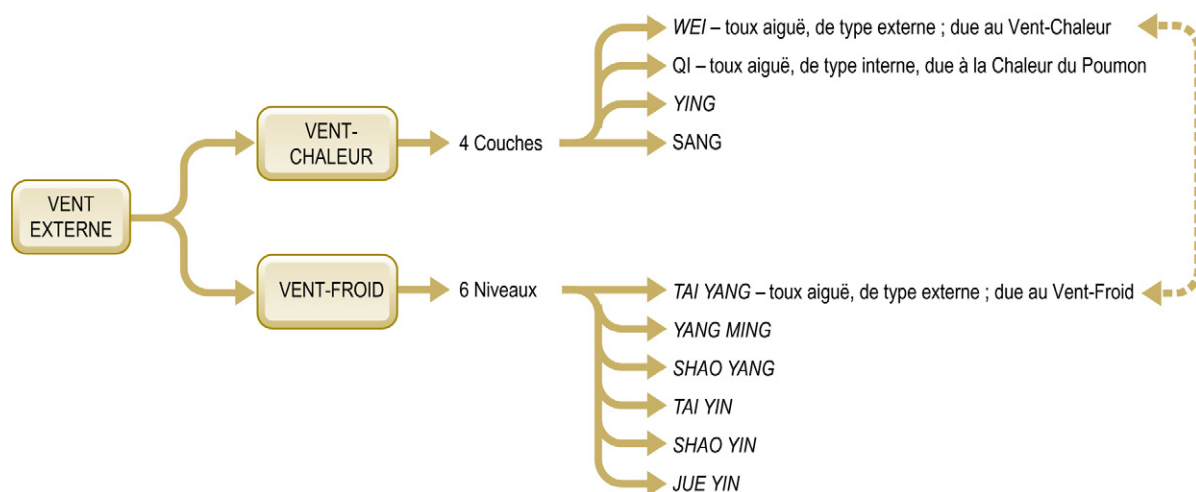 WEI – toux aiguë, de type externe ; due au Vent-Chaleur
QI – toux aiguë, de type interne, due à la Chaleur du Poumon
YING
SANG
VENT-
CHALEUR
4 Couches
VENT
EXTERNE
VENT-FROID
6 Niveaux
TAI YANG – toux aiguë, de type externe ; due au Vent-Froid
YANG MING
SHAO YANG
TAI YIN
SHAO YIN
JUE YIN